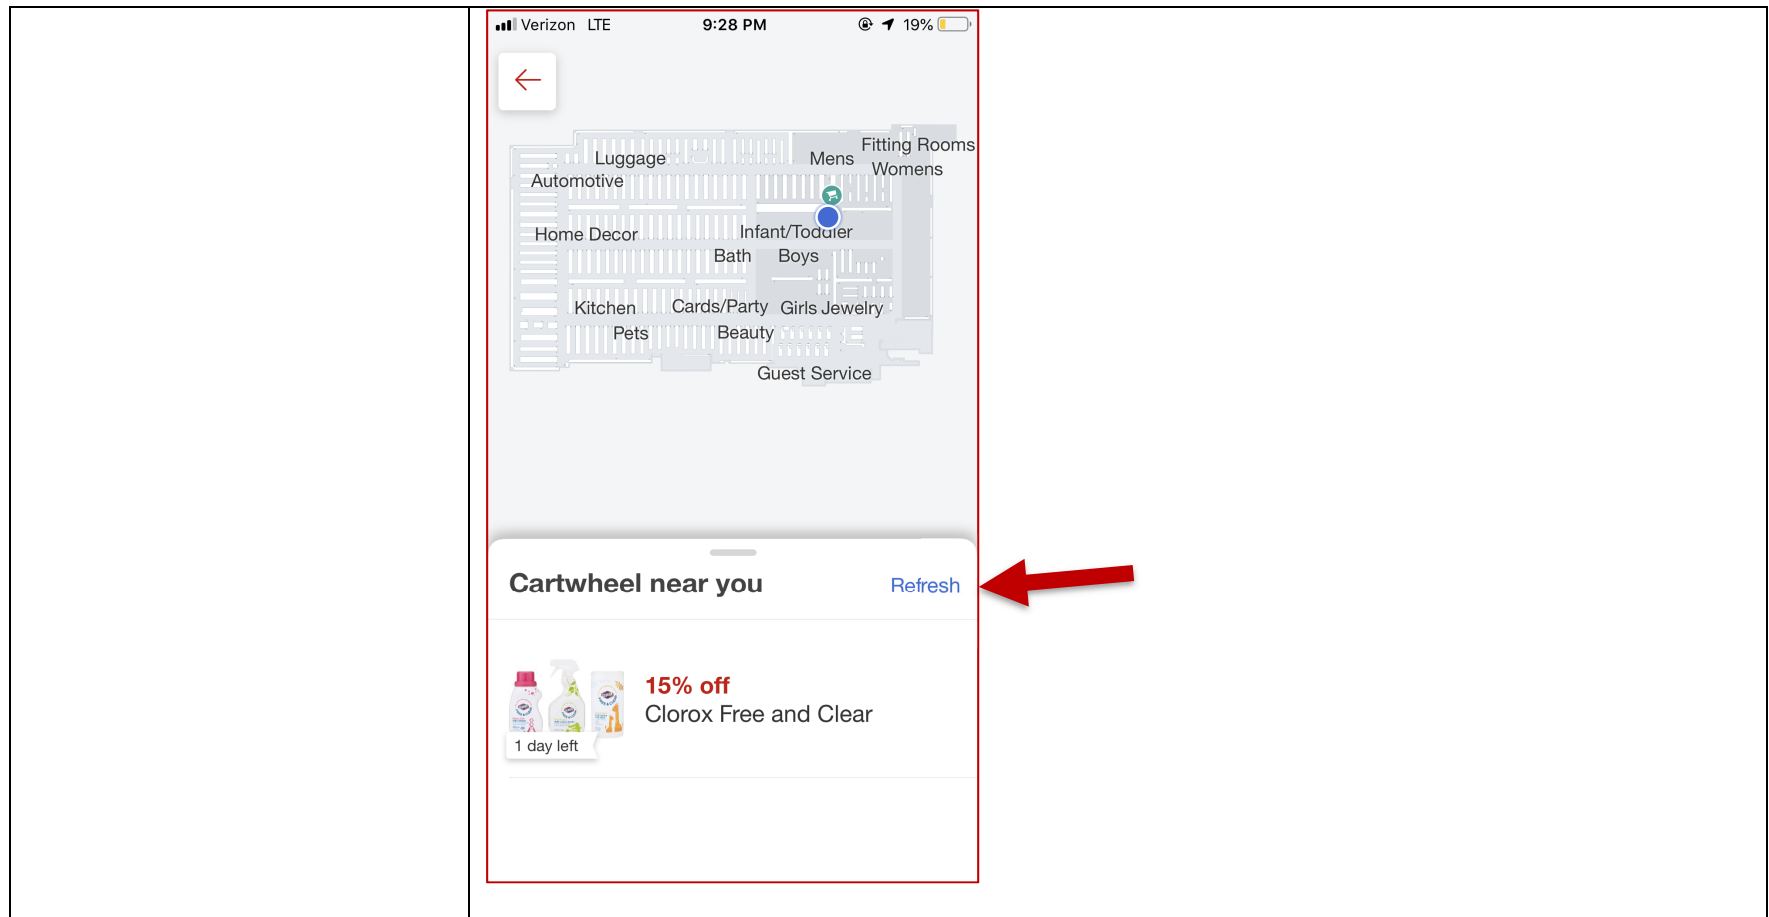 Verizon LTE 9:28 PM 19%
Fitting Rooms
Luggage Mens
Womens
Automotive
Infant/Toddler
Home Decor
Bath Boys
Kitchen Cards/Party Girls Jewelry
Pets Beauty
Guest Service
Cartwheel near you Refresh
15% off
Clorox Free and Clear
1 day left